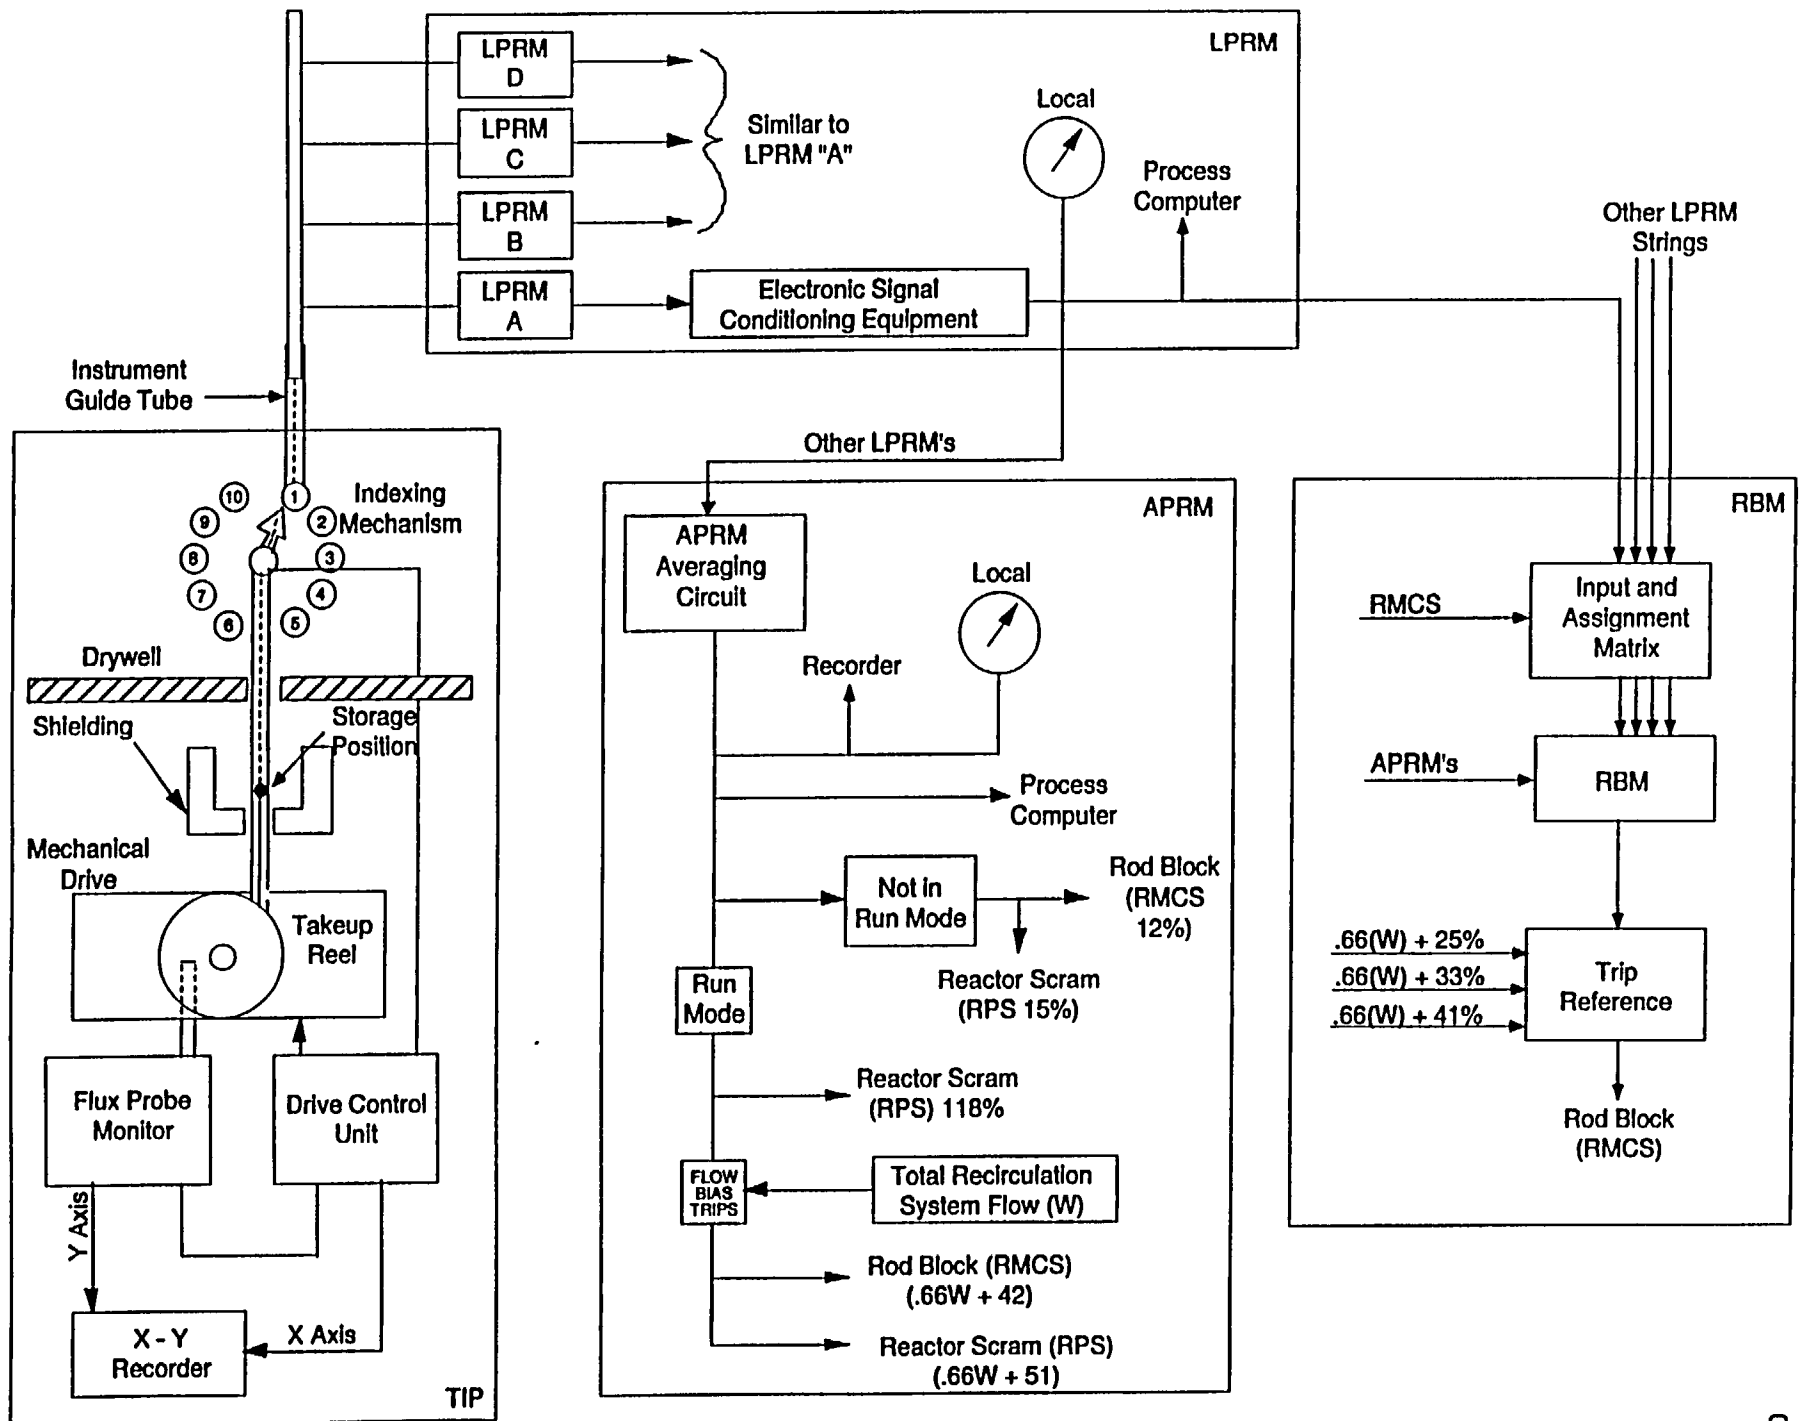 LPRM
LPRM
D
LPRM
C
LPRM
B
LPRM
A
Similar to
LPRM "A"
Local
Process
Computer
Electronic Signal
Conditioning Equipment
Other LPRM
Strings
Instrument
Guide Tube
Other LPRM's
10
1
2
3
4
5
6
7
8
9
Indexing
Mechanism
Drywell
Shielding
Storage
Position
Mechanical
Drive
Takeup
Reel
Flux Probe
Monitor
Drive Control
Unit
Y Axis
X Axis
X - Y
Recorder
TIP
APRM
APRM
Averaging
Circuit
Local
Recorder
Process
Computer
Not in
Run Mode
Rod Block
(RMCS
12%)
Reactor Scram
(RPS 15%)
Run
Mode
Reactor Scram
(RPS) 118%
FLOW
BIAS
TRIPS
Total Recirculation
System Flow (W)
Rod Block (RMCS)
(.66W + 42)
Reactor Scram (RPS)
(.66W + 51)
RBM
RMCS
Input and
Assignment
Matrix
APRM's
RBM
.66(W) + 25%
.66(W) + 33%
.66(W) + 41%
Trip
Reference
Rod Block
(RMCS)